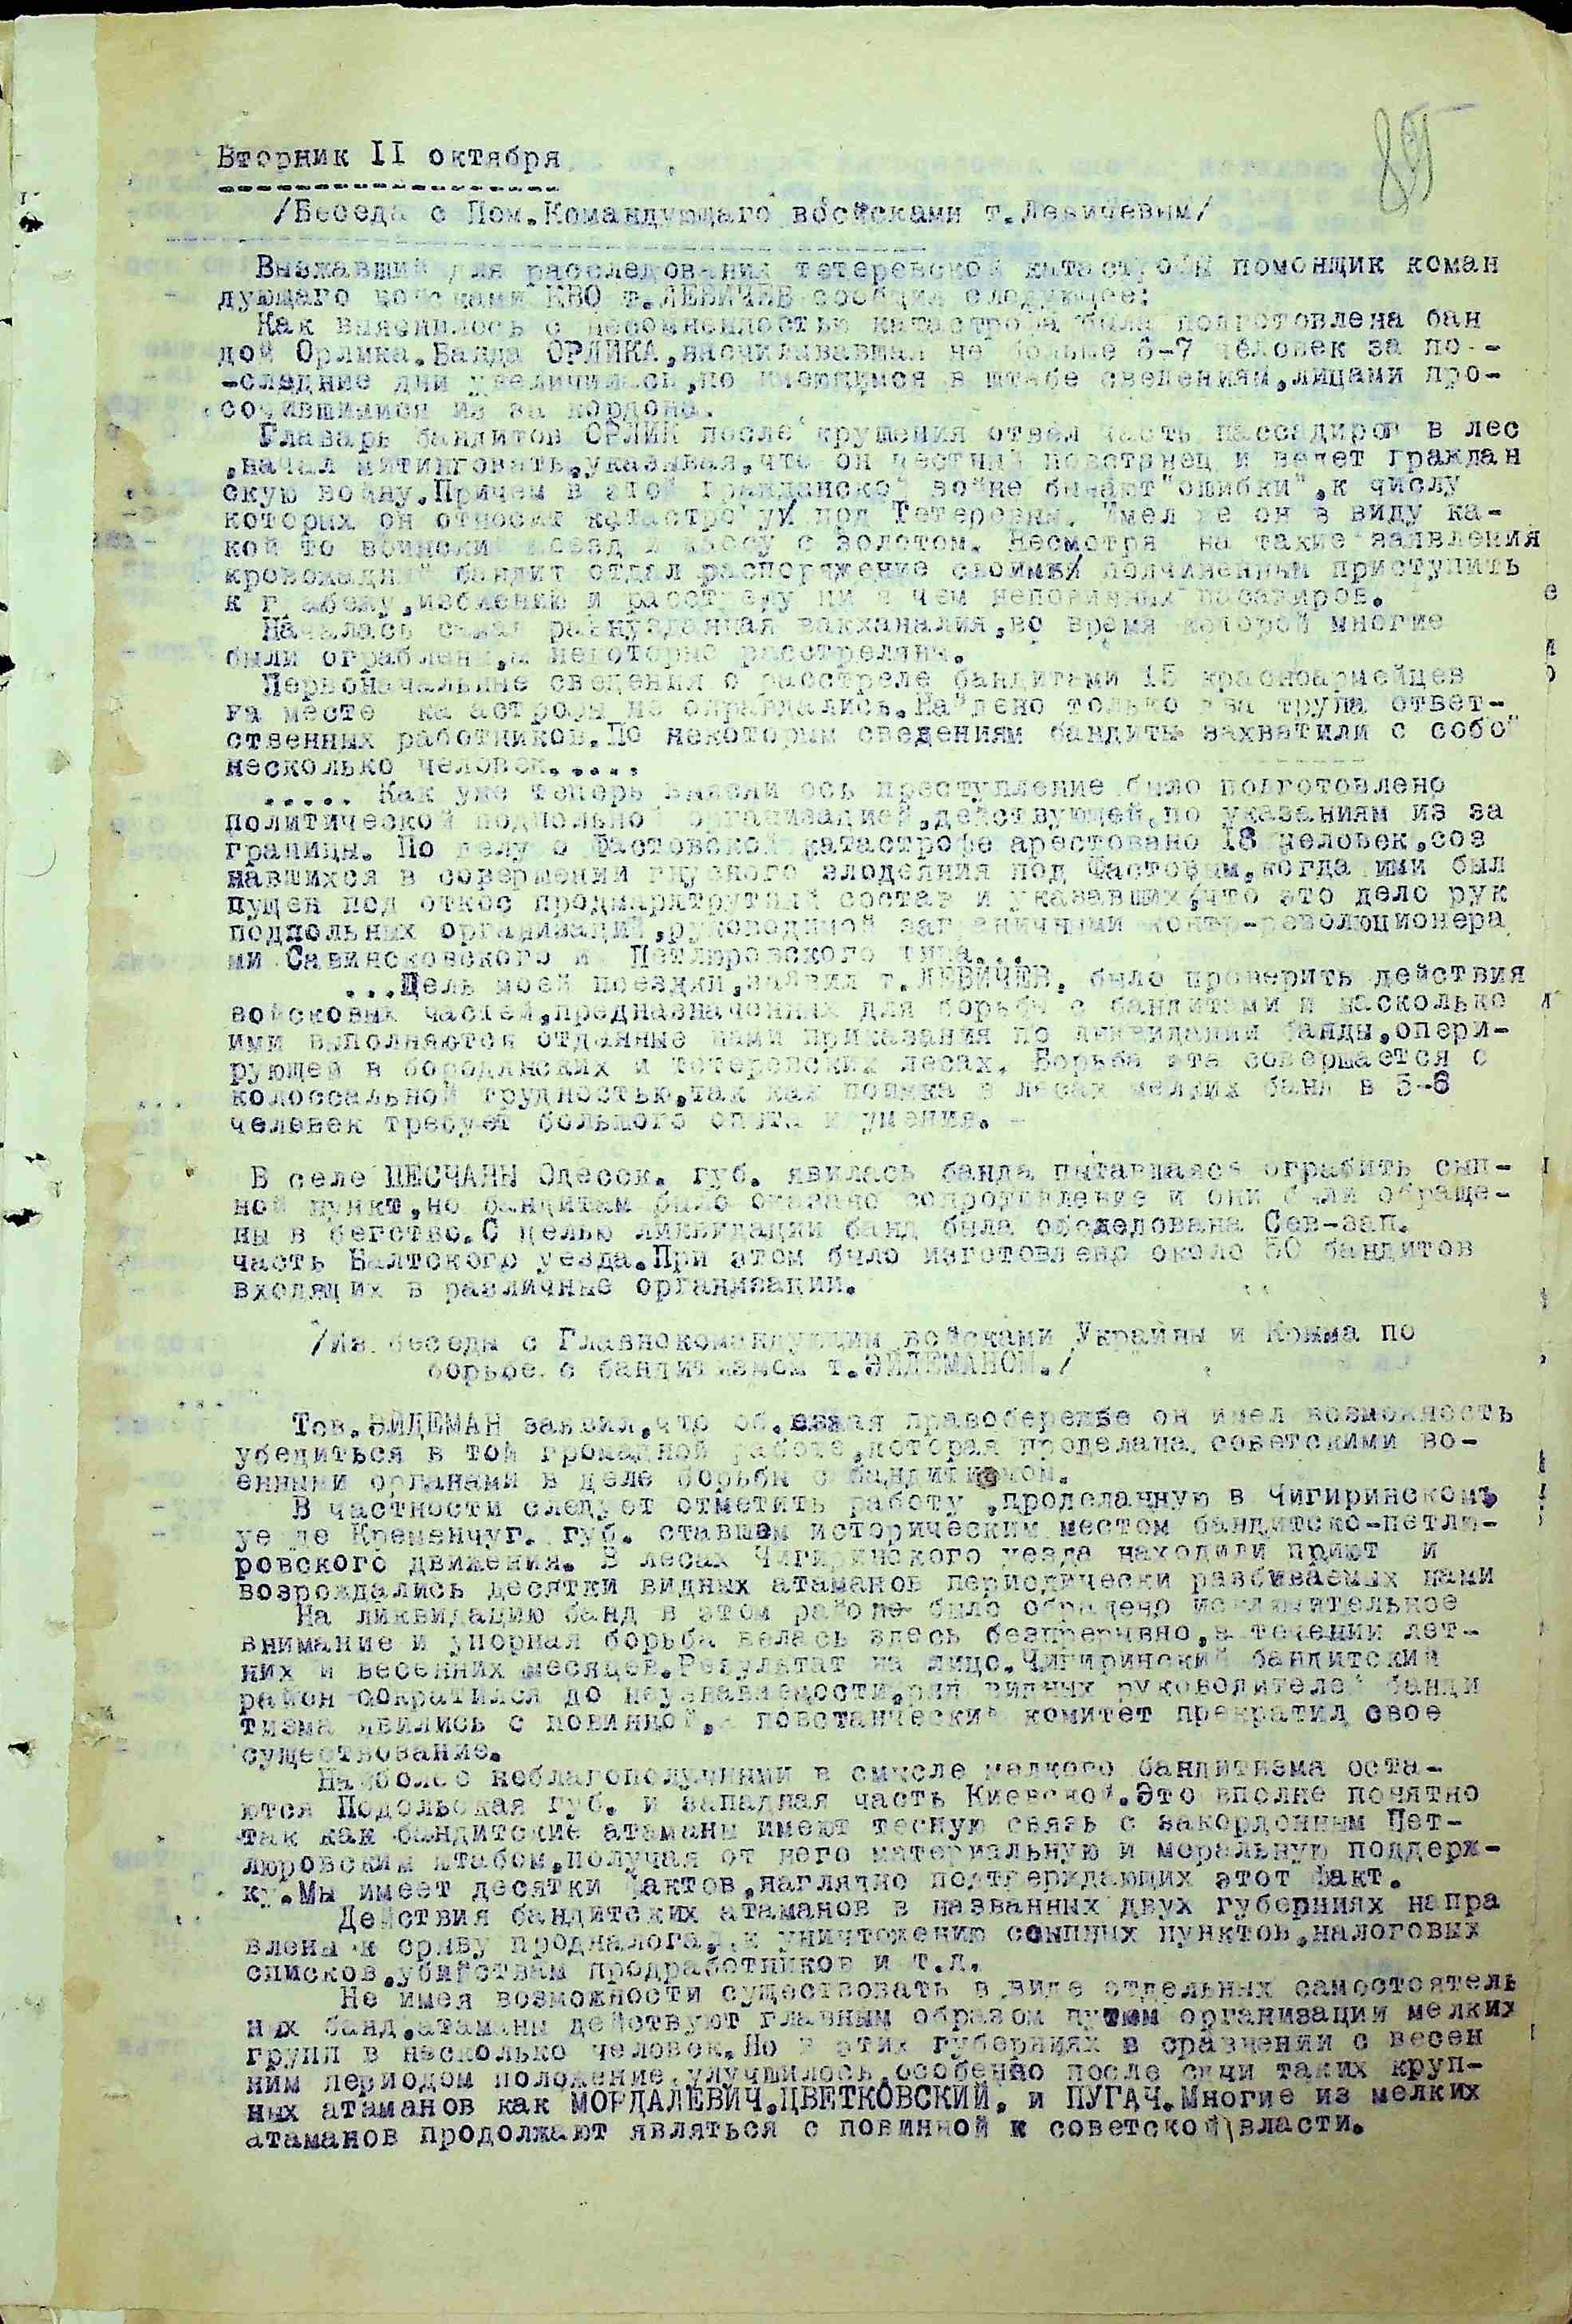 89
Вторник II октября
/Беседа с Пом.Командующаго войсками т.Левичевым/
Выезжавший для расследования тетеревской катастрофы помонщик коман
дующаго войсками КВО т.ЛЕВИЧЕВ сообщил следующее:
Как выяснилось с несомненностью катастрофа была подготовлена бан
дой Орлика.Банда ОРЛИКА,насчитывавшая не больше 6-7 человек за по--
-следние дни увеличилась,по имеющимся в штабе сведениям,лицами про-
сочившимися из за кордона.
Главарь бандитов ОРЛИК после крушения отвел часть пассадиров в лес
,начал митинговать,указывая,что он честный повстанец и ведет граждан
скую войну.Причем в этой гражданской войне бывают"ошибки",к числу
которых он относит катастрофу под Тетеревым. Имел же он в виду ка-
кой то воинский поезд и кассу с золотом. Несмотря на такие заявления
кровожадный бандит отдал распоряжение своим подчиненным приступить
к грабежу,избиению и расстрелу ни в чем неповинных пасажиров.
Началась самая разнузданная вакханалия,во время которой многие
были ограблены,а некоторые расстреляны.
Первоначальные сведения о расстреле бандитами 15 красноармейцев
на месте катастрофы не оправдались.Найдено только два трупа ответ-
ственных работников.По некоторым сведениям бандиты захватили с собой
несколько человек.....
..... Как уже теперь выясни ось преступление было подготовлено
политической подпольной организацией,действующей,по указаниям из за
границы. По делу о Фастовской катастрофе арестовано 18 человек,соз
навшихся в совершении гнусного злодеяния под Фастовым,когда ими был
пущен под откос продмаршрутный состав и указавших,что это дело рук
подпольных организаций,руководимой заграничными контр-революционера
ми Савинсковского и Петлюровского типа...
...Цель моей поездки,заявил т.ЛЕВИЧЕВ, было проверить действия
войсковых частей,предназначенных для борьбы с бандитами и насколько
ими выполняются отданные нами приказания по ликвидации банды,опери-
рующей в бородянских и тетеревских лесах. Борьба эта совершается с
колоссальной трудностью,так как поимка в лесах мелких банд в 5-6
человек требует большого опыта и умения. -
В селе ПЕСЧАНЫ Одесск. губ. явилась банда пытавшаяся ограбить сып-
ной пункт,но бандитам было оказано сопротивление и они были обраще-
ны в бегство.С целью ликвидации банд была обследована Сев-зап.
часть Балтского уезда.При этом было изготовлено около 50 бандитов
входящих в различные организации.
/Из беседы с Главнокомандующим войсками Украйны и Крыма по
борьбе с бандитизмом т.ЭЙДЕМАНОМ./
Тов.ЭЙДЕМАН заявил,что об,езжая правобережье он имел возможность
убедиться в той громадной работе,которая проделана советскими во-
енными органами в деле борьбы с бандитизмом.
В частности следует отметить работу ,проделанную в Чигиринскомъ
уе де Кременчуг. губ. ставшем историческим местом бандитско-петлю-
ровского движения. В лесах Чигиринского уезда находили приют и
возрождались десятки видных атаманов периодически разбиваемых нами
На ликвидацию банд в этом районе было обращено исключительное
внимание и упорная борьба велась здесь безпрерывно,в течении лет-
них и весенних месяцев.Результат на лицо.Чигиринский бандитский
район сократился до неузнаваемости,ряд видных руководителей банди
тизма явились с повинной,а повстанческий комитет прекратил свое
существование.
Наиболее неблагополучными в смысле мелкого бандитизма оста-
ются Подольская губ. и западная часть Киевской.Это вполне понятно
так как бандитские атаманы имеют тесную связь с закордонным Пет-
люровским штабом,получая от него материальную и моральную поддерж-
ку.Мы имеет десятки фактов,наглядно подтверждающих этот факт.
Действия бандитских атаманов в названных двух губерниях напра
влены к срыву продналога, к уничтожению ссыпных пунктов,налоговых
списков,убийствам продработников и т.д.
Не имея возможности существовать в виде отдельных самостоятель
ных банд,атаманы действуют главным образом путем организации мелких
групп в несколько человек.Но в этих губерниях в сравнении с весен
ним периодом положение улучшилось,особенно после сдачи таких круп-
ных атаманов как МОРДАЛЕВИЧ,ЦВЕТКОВСКИЙ, и ПУГАЧ.Многие из мелких
атаманов продолжают являться с повинной к советской власти.